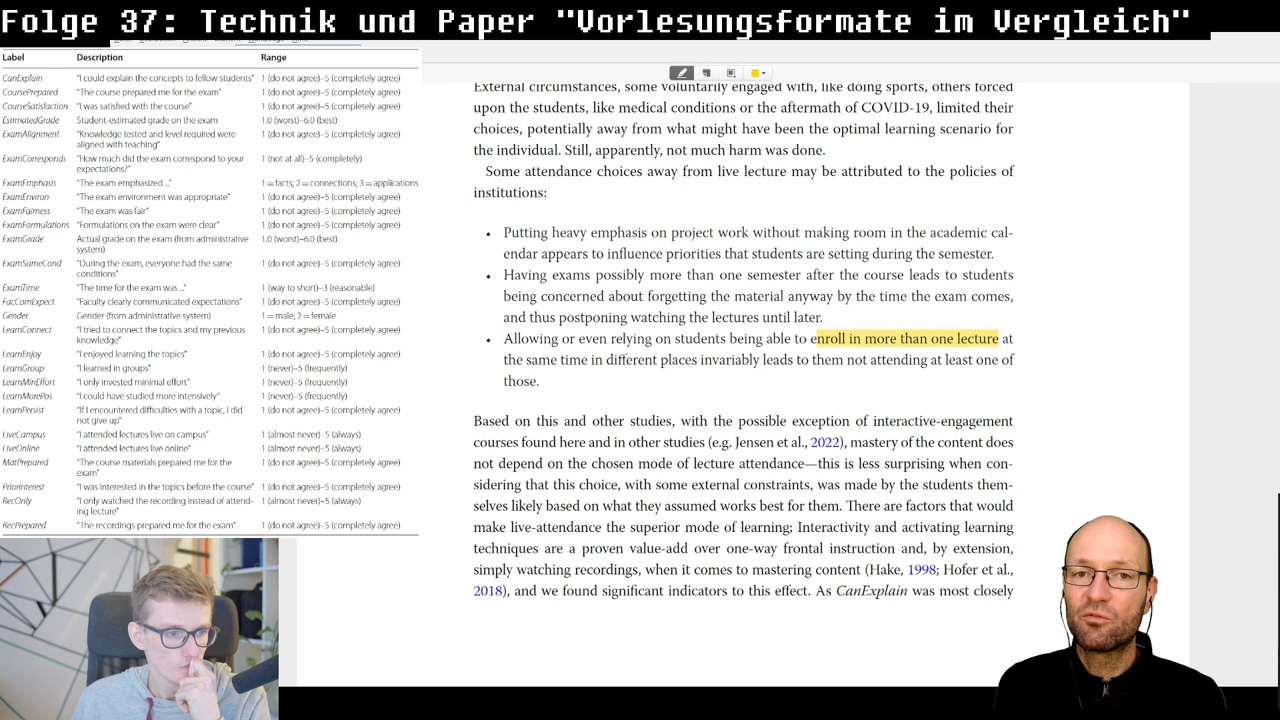 Folge 37: Technik und Paper "Vorlesungsformate im Vergleich"
Label Description Range
CanExplain "I could explain the concepts to fellow students" 1 (do not agree)–5 (completely agree)
CoursePrepared "The course prepared me for the exam" 1 (do not agree)–5 (completely agree)
CourseSatisfaction "I was satisfied with the course" 1 (do not agree)–5 (completely agree)
EstimatedGrade Student-estimated grade on the exam 1.0 (worst)–6.0 (best)
ExamAlignment "Knowledge tested and level required were 1 (do not agree)–5 (completely agree)
aligned with teaching"
ExamCorresponds "How much did the exam correspond to your 1 (not at all)–5 (completely)
expectations?"
ExamEmphasis "The exam emphasized ..." 1 = facts; 2 = connections; 3 = applications
ExamEnviron "The exam environment was appropriate" 1 (do not agree)–5 (completely agree)
ExamFairness "The exam was fair" 1 (do not agree)–5 (completely agree)
ExamFormulations "Formulations on the exam were clear" 1 (do not agree)–5 (completely agree)
ExamGrade Actual grade on the exam (from administrative 1.0 (worst)–6.0 (best)
system)
ExamSameCond "During the exam, everyone had the same 1 (do not agree)–5 (completely agree)
conditions"
ExamTime "The time for the exam was ..." 1 (way to short)–3 (reasonable)
FacComExpect "Faculty clearly communicated expectations" 1 (do not agree)–5 (completely agree)
Gender Gender (from administrative system) 1 = male; 2 = female
LearnConnect "I tried to connect the topics and my previous 1 (do not agree)–5 (completely agree)
knowledge"
LearnEnjoy "I enjoyed learning the topics" 1 (do not agree)–5 (completely agree)
LearnGroup "I learned in groups" 1 (never)–5 (frequently)
LearnMinEffort "I only invested minimal effort" 1 (never)–5 (frequently)
LearnMorePos "I could have studied more intensively" 1 (never)–5 (frequently)
LearnPersist "If I encountered difficulties with a topic, I did 1 (do not agree)–5 (completely agree)
not give up"
LiveCampus "I attended lectures live on campus" 1 (almost never)–5 (always)
LiveOnline "I attended lectures live online" 1 (almost never)–5 (always)
MatPrepared "The course materials prepared me for the 1 (do not agree)–5 (completely agree)
exam"
PriorInterest "I was interested in the topics before the course" 1 (do not agree)–5 (completely agree)
RecOnly "I only watched the recording instead of attend- 1 (almost never)–5 (always)
ing lecture"
RecPrepared "The recordings prepared me for the exam" 1 (do not agree)–5 (completely agree)
External circumstances, some voluntarily engaged with, like doing sports, others forced
upon the students, like medical conditions or the aftermath of COVID-19, limited their
choices, potentially away from what might have been the optimal learning scenario for
the individual. Still, apparently, not much harm was done.
Some attendance choices away from live lecture may be attributed to the policies of
institutions:
• Putting heavy emphasis on project work without making room in the academic cal-
endar appears to influence priorities that students are setting during the semester.
• Having exams possibly more than one semester after the course leads to students
being concerned about forgetting the material anyway by the time the exam comes,
and thus postponing watching the lectures until later.
• Allowing or even relying on students being able to enroll in more than one lecture at
the same time in different places invariably leads to them not attending at least one of
those.
Based on this and other studies, with the possible exception of interactive-engagement
courses found here and in other studies (e.g. Jensen et al., 2022), mastery of the content does
not depend on the chosen mode of lecture attendance—this is less surprising when con-
sidering that this choice, with some external constraints, was made by the students them-
selves likely based on what they assumed works best for them. There are factors that would
make live-attendance the superior mode of learning; Interactivity and activating learning
techniques are a proven value-add over one-way frontal instruction and, by extension,
simply watching recordings, when it comes to mastering content (Hake, 1998; Hofer et al.,
2018), and we found significant indicators to this effect. As CanExplain was most closely